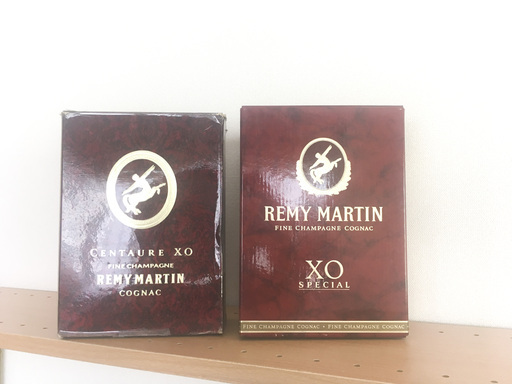 CENTAURE XO
FINE CHAMPAGNE
REMY MARTIN
COGNAC
REMY MARTIN
FINE CHAMPAGNE COGNAC
XO
SPECIAL
FINE CHAMPAGNE COGNAC • FINE CHAMPAGNE COGNAC